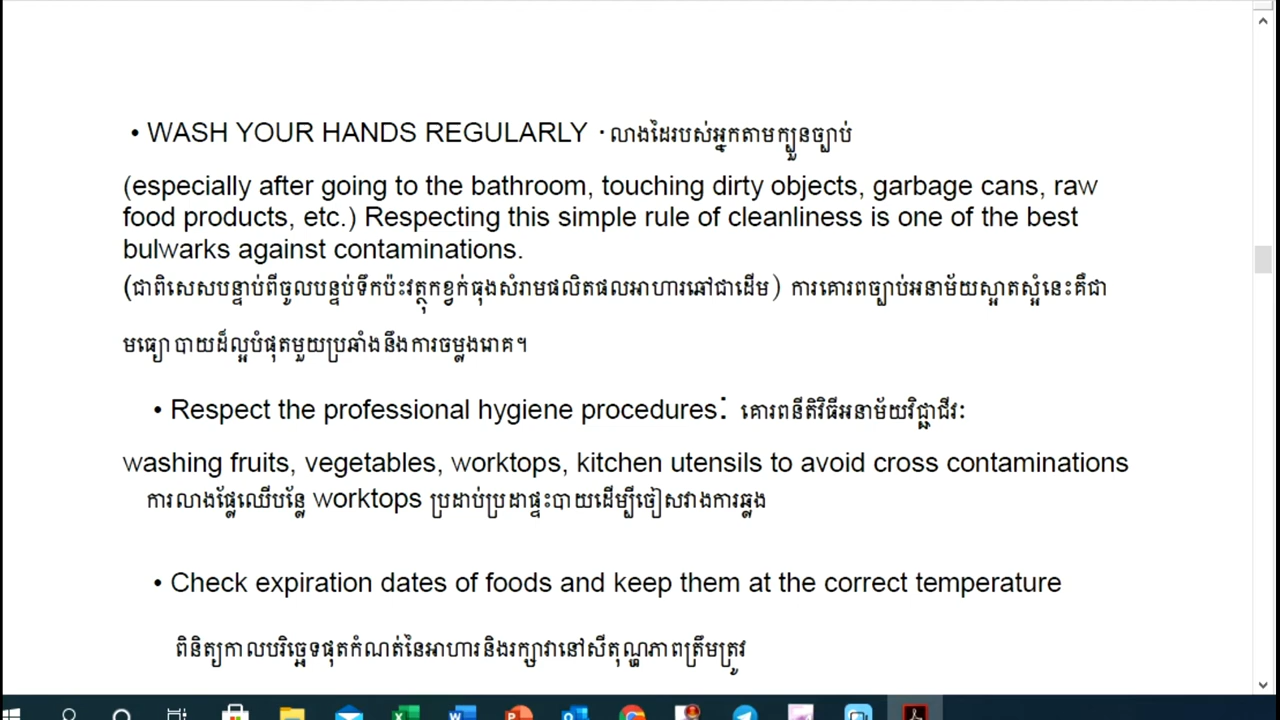 • WASH YOUR HANDS REGULARLY · លាងដៃរបស់អ្នកតាមក្បួនច្បាប់
(especially after going to the bathroom, touching dirty objects, garbage cans, raw
food products, etc.) Respecting this simple rule of cleanliness is one of the best
bulwarks against contaminations.
(ជាពិសេសបន្ទាប់ពីចូលបន្ទប់ទឹកប៉ះវត្ថុកខ្វក់ធុងសំរាមផលិតផលអាហារឆៅជាដើម) ការគោរពច្បាប់អនាម័យស្អាតស្អំនេះគឺជា
មធ្យោបាយដ៏ល្អបំផុតមួយប្រឆាំងនឹងការចម្លងរោគ។
• Respect the professional hygiene procedures: គោរពនីតិវិធីអនាម័យវិជ្ជាជីវៈ
washing fruits, vegetables, worktops, kitchen utensils to avoid cross contaminations
ការលាងផ្លែឈើបន្លែ worktops ប្រដាប់ប្រដាផ្ទះបាយដើម្បីចៀសវាងការឆ្លង
• Check expiration dates of foods and keep them at the correct temperature
ពិនិត្យកាលបរិច្ឆេទផុតកំណត់នៃអាហារនិងរក្សាវានៅសីតុណ្ហភាពត្រឹមត្រូវ